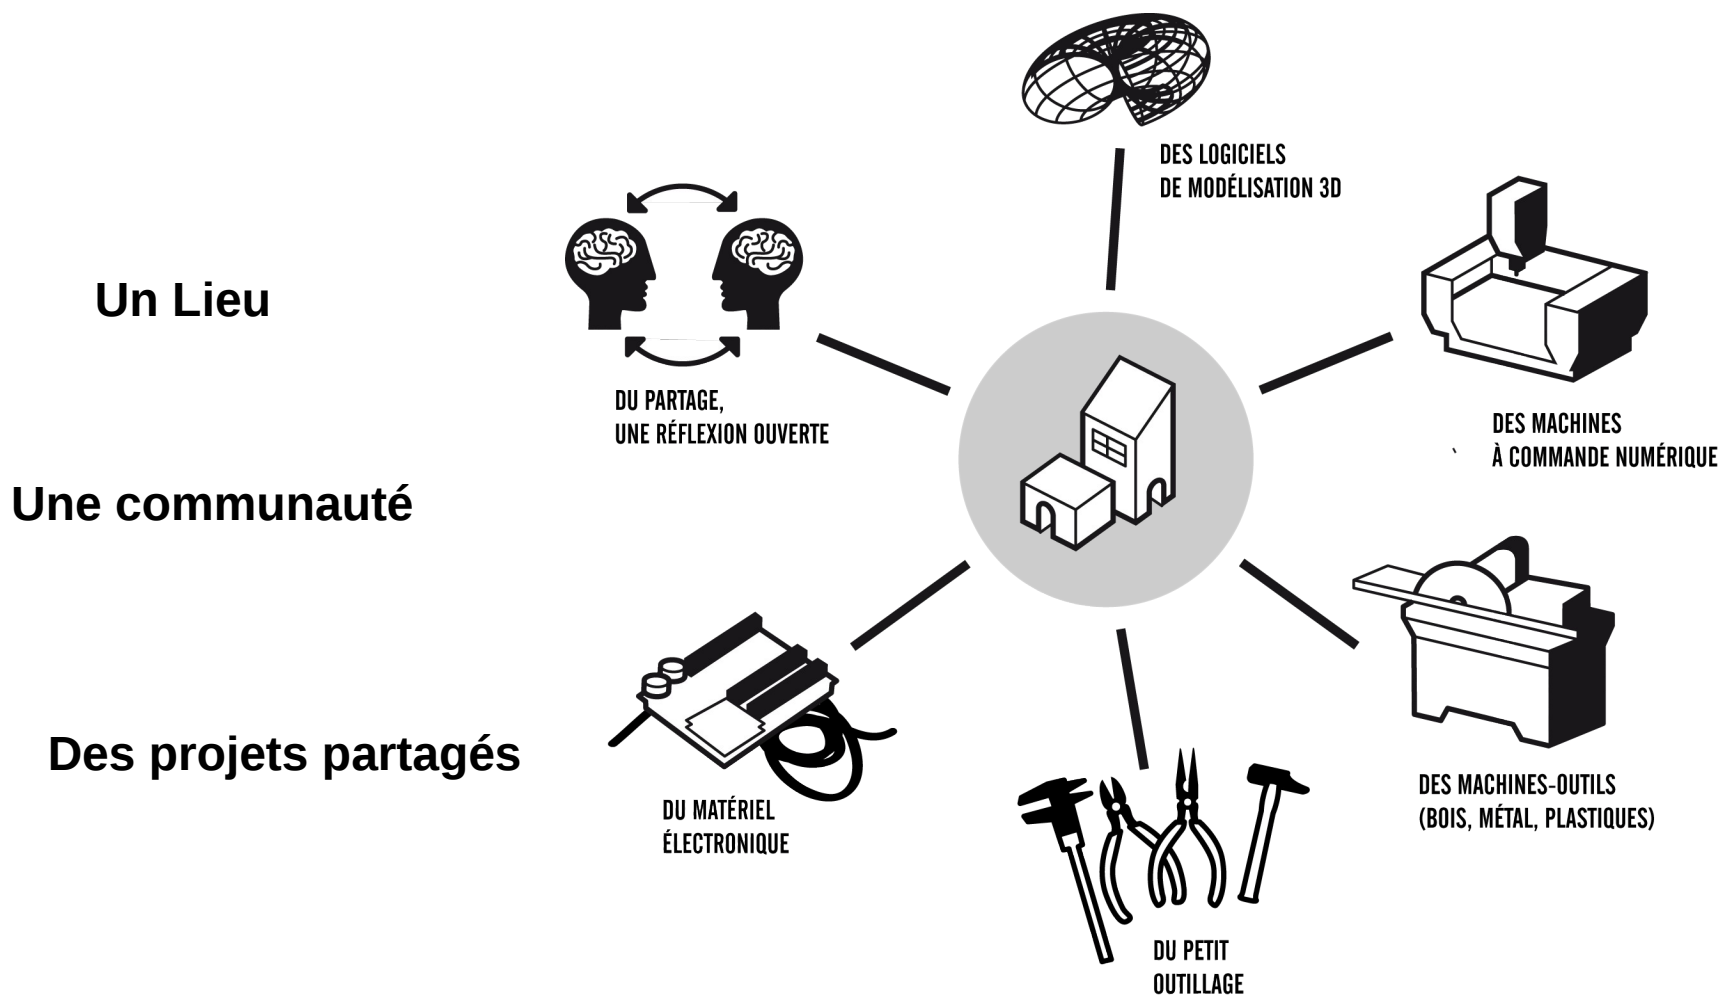 Un Lieu
Une communauté
Des projets partagés
DES LOGICIELS
DE MODÉLISATION 3D
DU PARTAGE,
UNE RÉFLEXION OUVERTE
DES MACHINES
À COMMANDE NUMÉRIQUE
DU MATÉRIEL
ÉLECTRONIQUE
DES MACHINES-OUTILS
(BOIS, MÉTAL, PLASTIQUES)
DU PETIT
OUTILLAGE